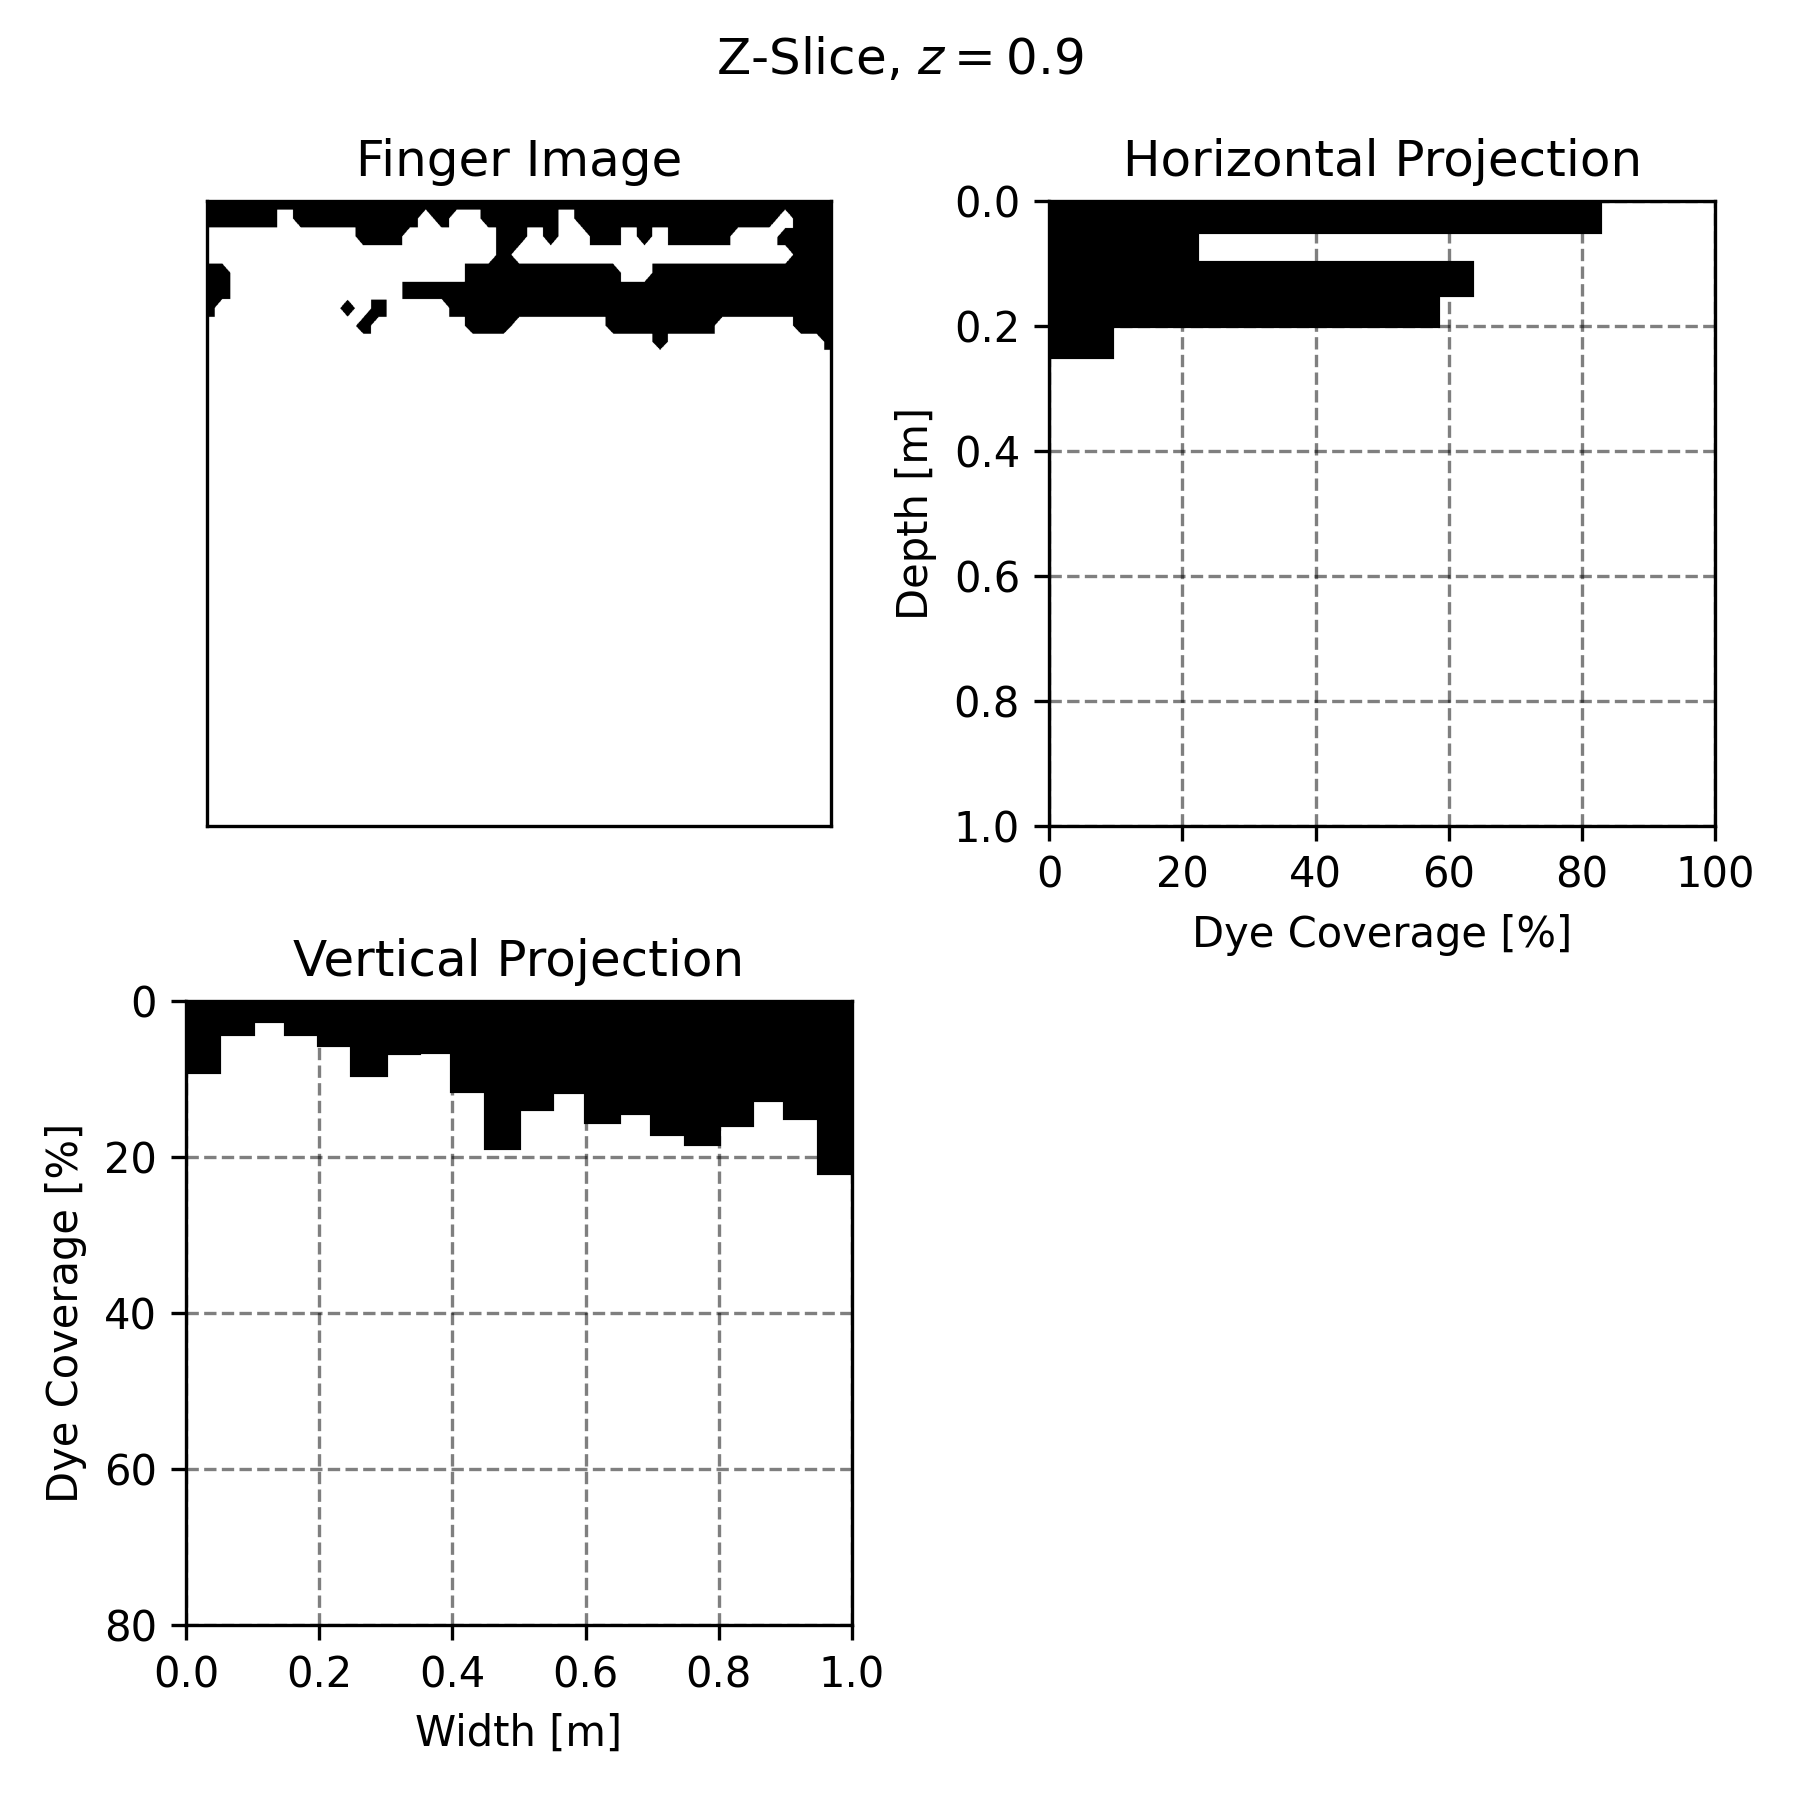 Z-Slice, z = 0.9
Finger Image
Horizontal Projection
0.0
0.2
0.4
0.6
0.8
1.0
Depth [m]
0 20 40 60 80 100
Dye Coverage [%]
Vertical Projection
0
20
40
60
80
Dye Coverage [%]
0.0 0.2 0.4 0.6 0.8 1.0
Width [m]